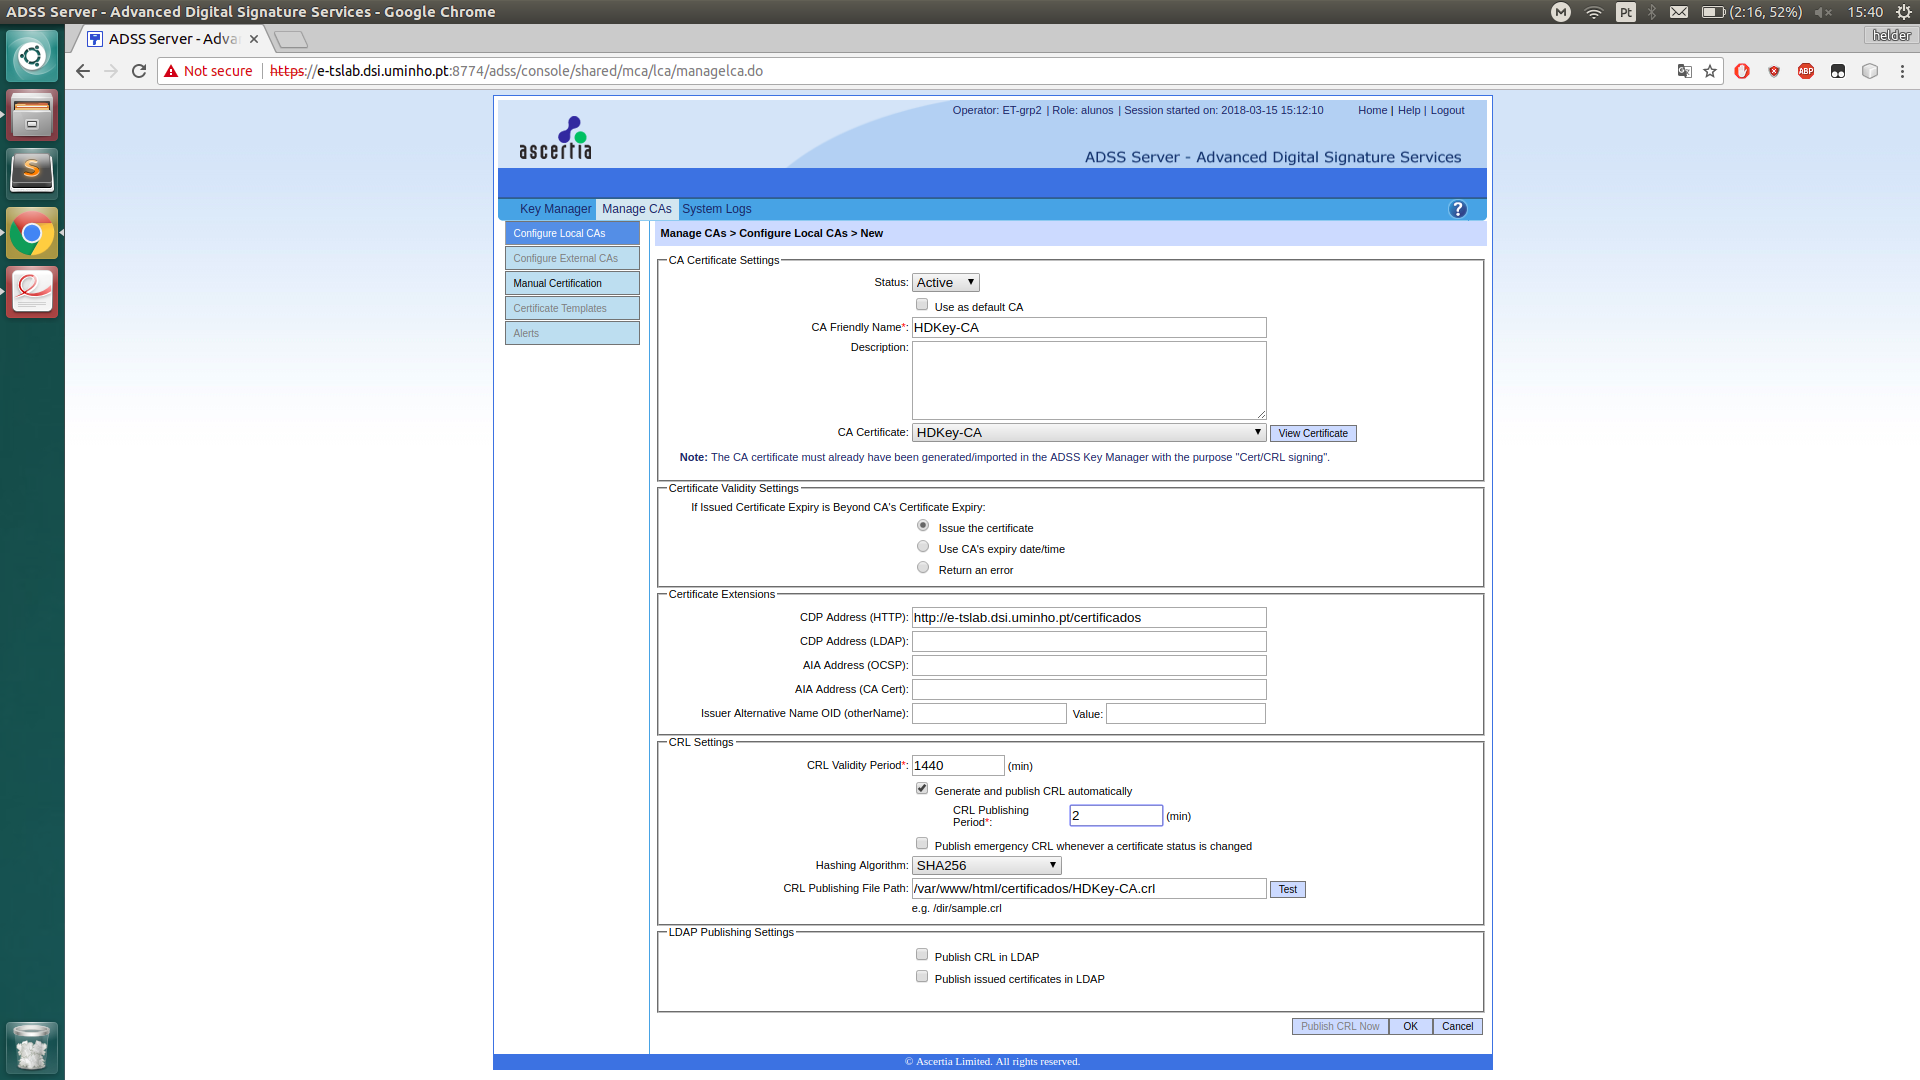 ADSS Server - Advanced Digital Signature Services - Google Chrome
M
Pt
(2:16, 52%)
15:40
ADSS Server - Adva
helder
Not secure
https://e-tslab.dsi.uminho.pt:8774/adss/console/shared/mca/lca/managelca.do
ABP
Operator: ET-grp2 | Role: alunos | Session started on: 2018-03-15 15:12:10
Home | Help | Logout
ascertia
ADSS Server - Advanced Digital Signature Services
Key Manager
Manage CAs
System Logs
?
Configure Local CAs
Configure External CAs
Manual Certification
Certificate Templates
Alerts
Manage CAs > Configure Local CAs > New
CA Certificate Settings
Status: Active
Use as default CA
CA Friendly Name*: HDKey-CA
Description:
CA Certificate: HDKey-CA View Certificate
Note: The CA certificate must already have been generated/imported in the ADSS Key Manager with the purpose "Cert/CRL signing".
Certificate Validity Settings
If Issued Certificate Expiry is Beyond CA's Certificate Expiry:
Issue the certificate
Use CA's expiry date/time
Return an error
Certificate Extensions
CDP Address (HTTP): http://e-tslab.dsi.uminho.pt/certificados
CDP Address (LDAP):
AIA Address (OCSP):
AIA Address (CA Cert):
Issuer Alternative Name OID (otherName): Value:
CRL Settings
CRL Validity Period*: 1440 (min)
Generate and publish CRL automatically
CRL Publishing
Period*: 2 (min)
Publish emergency CRL whenever a certificate status is changed
Hashing Algorithm: SHA256
CRL Publishing File Path: /var/www/html/certificados/HDKey-CA.crl Test
e.g. /dir/sample.crl
LDAP Publishing Settings
Publish CRL in LDAP
Publish issued certificates in LDAP
Publish CRL Now OK Cancel
© Ascertia Limited. All rights reserved.